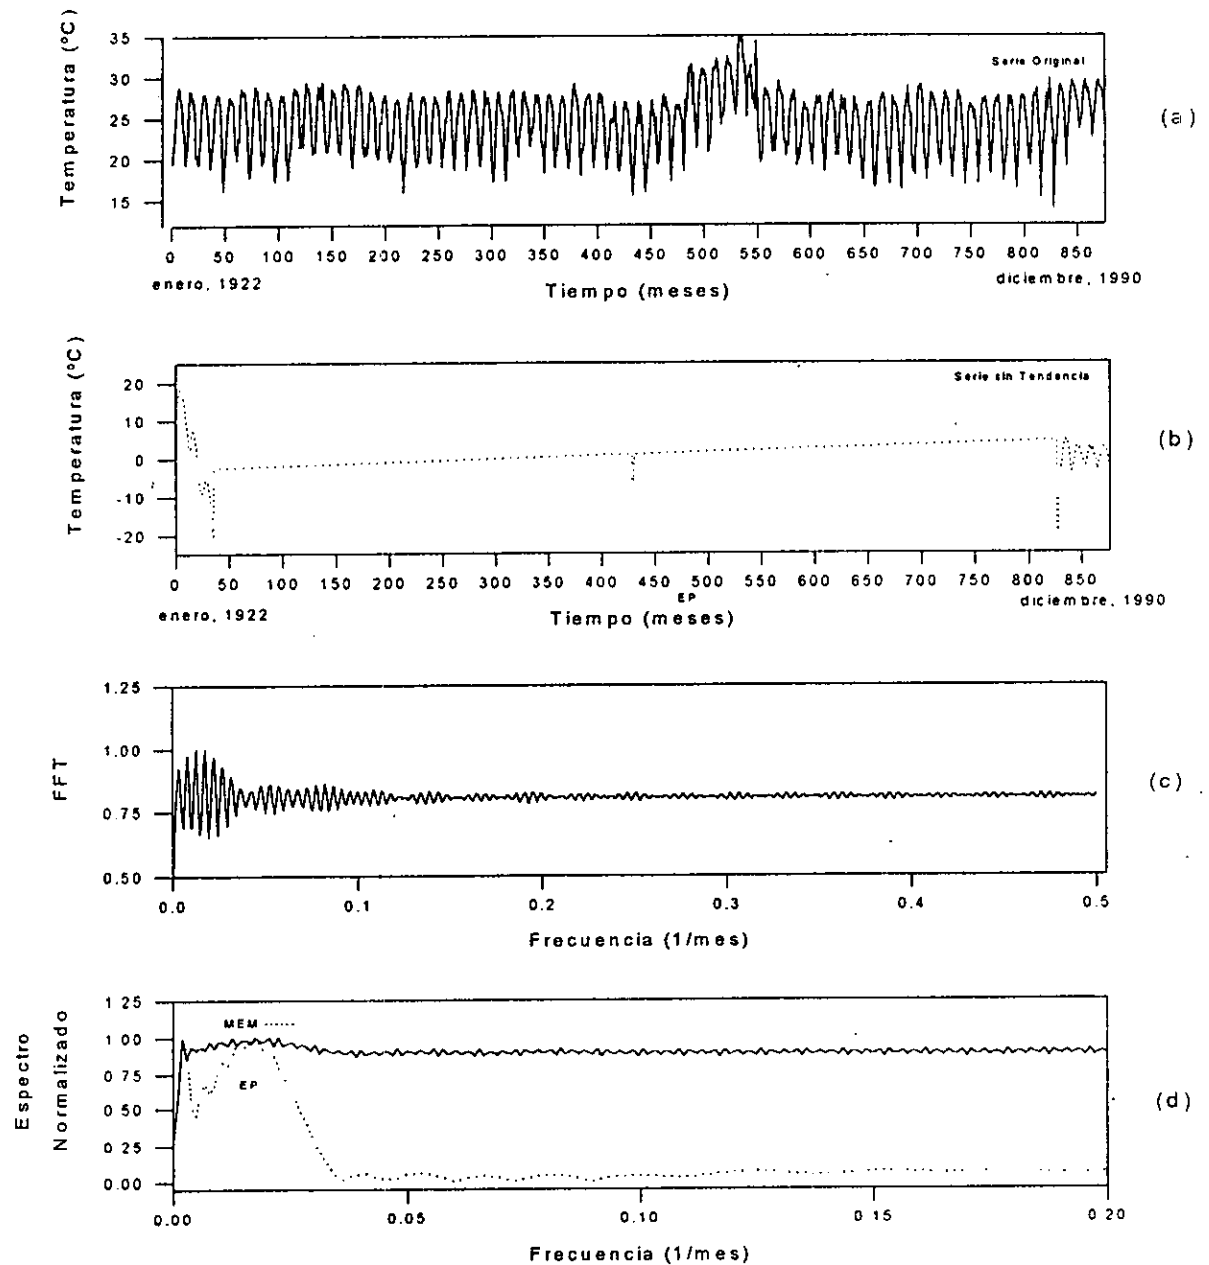 Temperatura (ºC)
35
30
25
20
15
Serie Original
(a)
0 50 100 150 200 250 300 350 400 450 500 550 600 650 700 750 800 850
enero, 1922
diciembre, 1990
Tiempo (meses)
Temperatura (ºC)
20
10
0
-10
-20
Serie sin Tendencia
(b)
0 50 100 150 200 250 300 350 400 450 500 550 600 650 700 750 800 850
EP
enero, 1922
diciembre, 1990
Tiempo (meses)
FFT
1.25
1.00
0.75
0.50
(c)
0.0 0.1 0.2 0.3 0.4 0.5
Frecuencia (1/mes)
Espectro
Normalizado
1 25
1 00
0 75
0 50
0 25
0.00
MEM
EP
(d)
0.00 0.05 0.10 0.15 0.20
Frecuencia (1/mes)